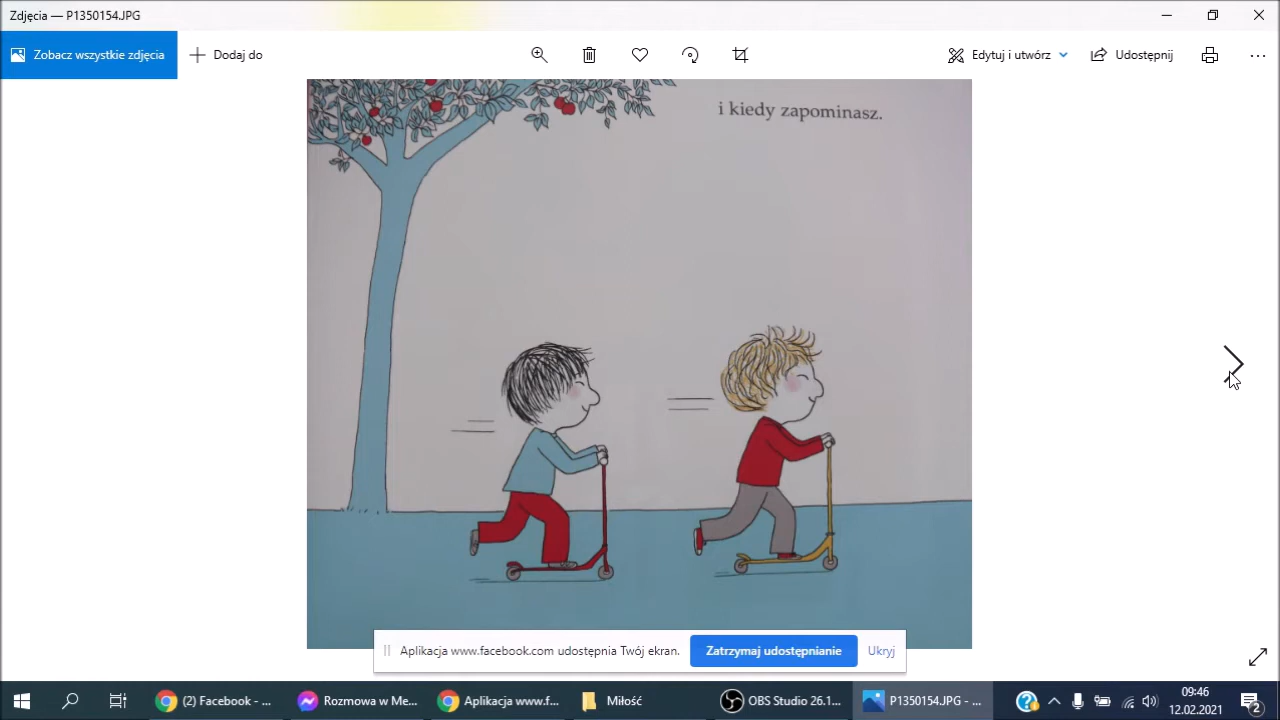 Zdjęcia — P1350154.JPG
Zobacz wszystkie zdjęcia
Dodaj do
Edytuj i utwórz
Udostępnij
i kiedy zapominasz.
Aplikacja www.facebook.com udostępnia Twój ekran.
Zatrzymaj udostępnianie
Ukryj
(2) Facebook - ...
Rozmowa w Me...
Aplikacja www.f...
Miłość
OBS Studio 26.1...
P1350154.JPG - ...
09:46
12.02.2021
2